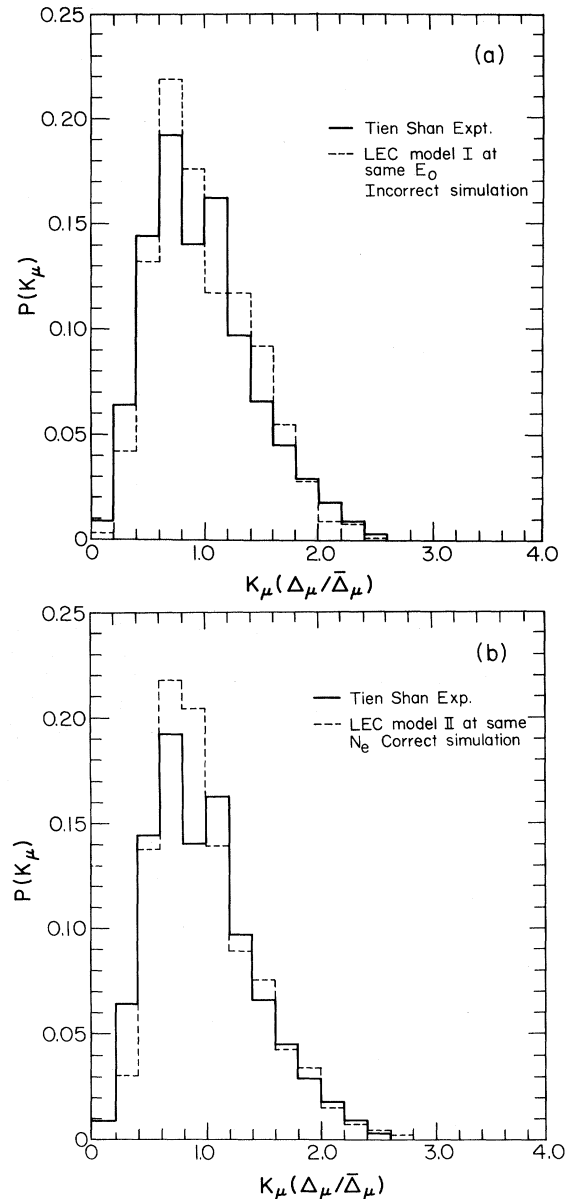 0.25
(a)
Tien Shan Expt.
LEC model I at
same E₀
Incorrect simulation
0.20
0.15
0.10
0.05
0
P(Kμ)
0 1.0 2.0 3.0 4.0
Kμ(Δμ/Δ̄μ)
0.25
(b)
Tien Shan Exp.
LEC model II at same
Nₑ Correct simulation
0.20
0.15
0.10
0.05
0
P(Kμ)
0 1.0 2.0 3.0 4.0
Kμ(Δμ/Δ̄μ)